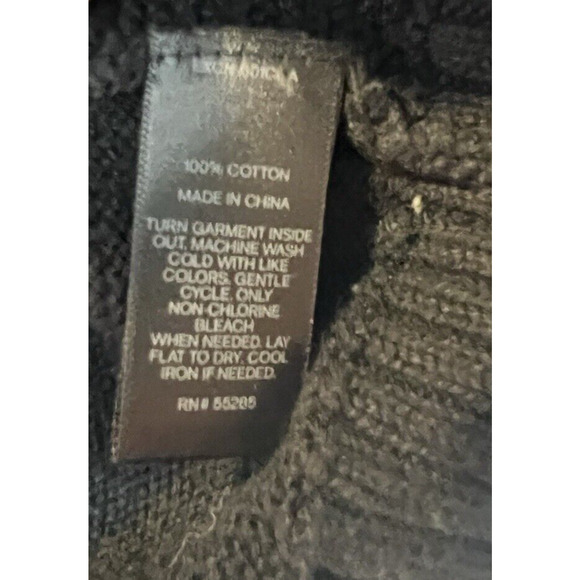 100% COTTON
MADE IN CHINA
TURN GARMENT INSIDE
OUT. MACHINE WASH
COLD WITH LIKE
COLORS. GENTLE
CYCLE. ONLY
NON-CHLORINE
BLEACH
WHEN NEEDED. LAY
FLAT TO DRY. COOL
IRON IF NEEDED.
RN# 55285